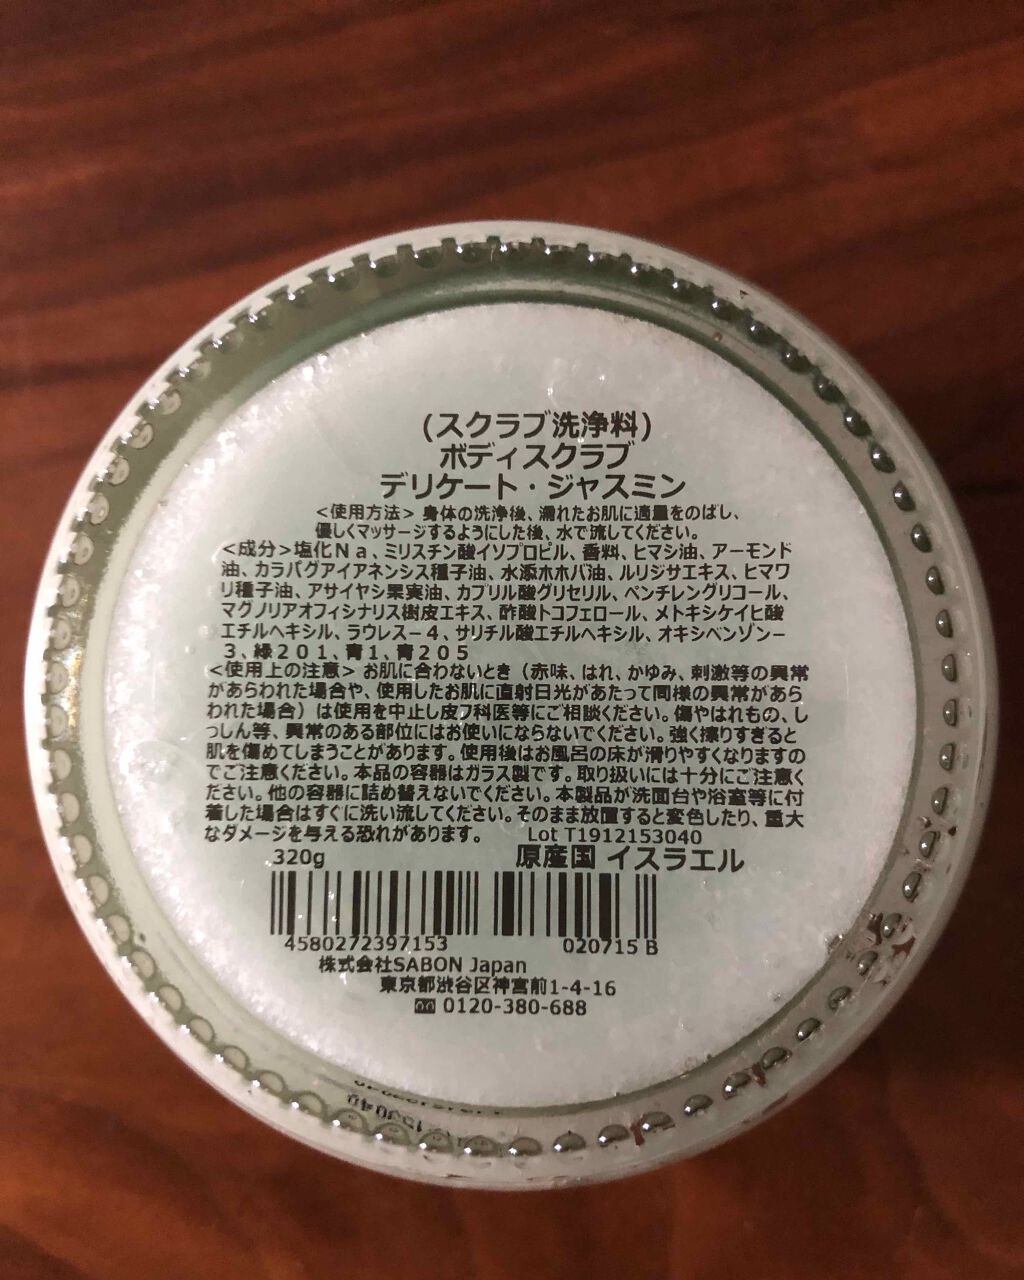 (スクラブ洗浄料)
ボディスクラブ
デリケート・ジャスミン
<使用方法> 身体の洗浄後、濡れたお肌に適量をのばし、
優しくマッサージするようにした後、水で流してください。
<成分>塩化Ｎａ、ミリスチン酸イソプロピル、香料、ヒマシ油、アーモンド
油、カラパグアイアネンシス種子油、水添ホホバ油、ルリジサエキス、ヒマワ
リ種子油、アサイヤシ果実油、カプリル酸グリセリル、ペンチレングリコール、
マグノリアオフィシナリス樹皮エキス、酢酸トコフェロール、メトキシケイヒ酸
エチルヘキシル、ラウレス－４、サリチル酸エチルヘキシル、オキシベンゾン－
３、緑２０１、青１、青２０５
<使用上の注意> お肌に合わないとき（赤味、はれ、かゆみ、刺激等の異常
があらわれた場合や、使用したお肌に直射日光があたって同様の異常があら
われた場合）は使用を中止し皮フ科医等にご相談ください。傷やはれもの、し
っしん等、異常のある部位にはお使いにならないでください。強く擦りすぎると
肌を傷めてしまうことがあります。使用後はお風呂の床が滑りやすくなりますの
でご注意ください。本品の容器はガラス製です。取り扱いには十分にご注意く
ださい。他の容器に詰め替えないでください。本製品が洗面台や浴室等に付
着した場合はすぐに洗い流してください。そのまま放置すると変色したり、重大
なダメージを与える恐れがあります。 Lot T1912153040
320g 原産国 イスラエル
4580272397153 020715 B
株式会社SABON Japan
東京都渋谷区神宮前1-4-16
0120-380-688